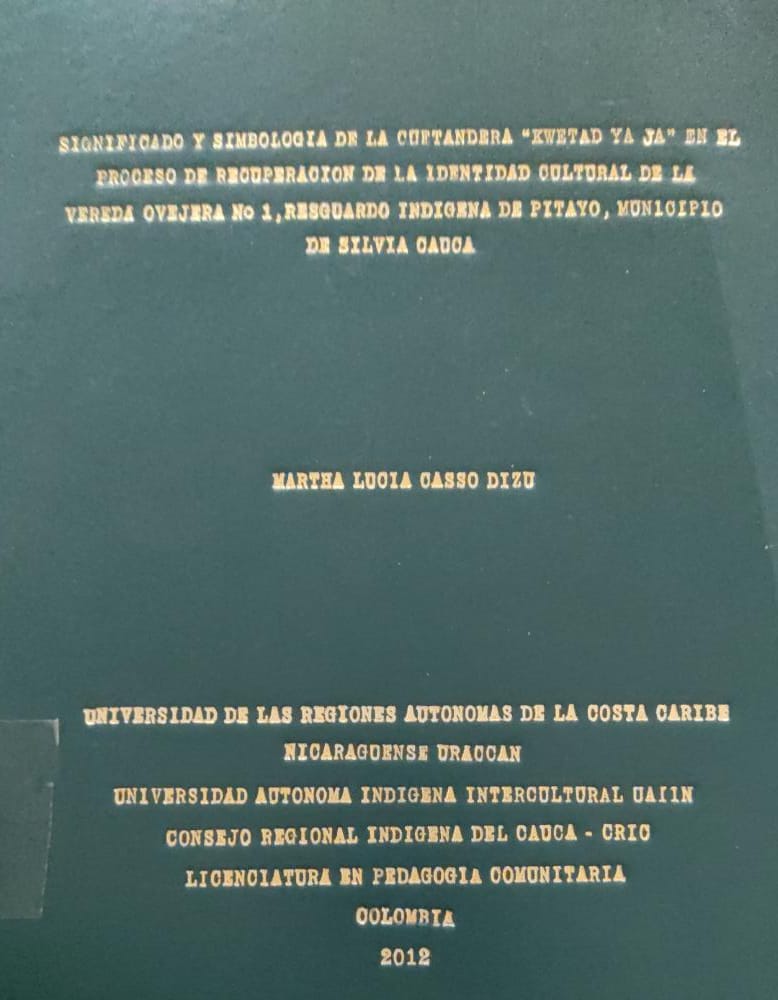 SIGNIFICADO Y SIMBOLOGIA DE LA CUETANDERA "KWETAD YA JA" EN EL
PROCESO DE RECUPERACION DE LA IDENTIDAD CULTURAL DE LA
VEREDA OVEJERA No 1, RESGUARDO INDIGENA DE PITAYO, MUN1CIPIO
DE SILVIA CAUCA
MARTHA LUCIA CASSO DIZU
UNIVERSIDAD DE LAS REGIONES AUTONOMAS DE LA COSTA CARIBE
NICARAGUENSE URACCAN
UNIVERSIDAD AUTONOMA INDIGENA INTERCULTURAL UAI1N
CONSEJO REGIONAL INDIGENA DEL CAUCA - CRIC
LICENCIATURA EN PEDAGOGIA COMUNITARIA
COLOMBIA
2012